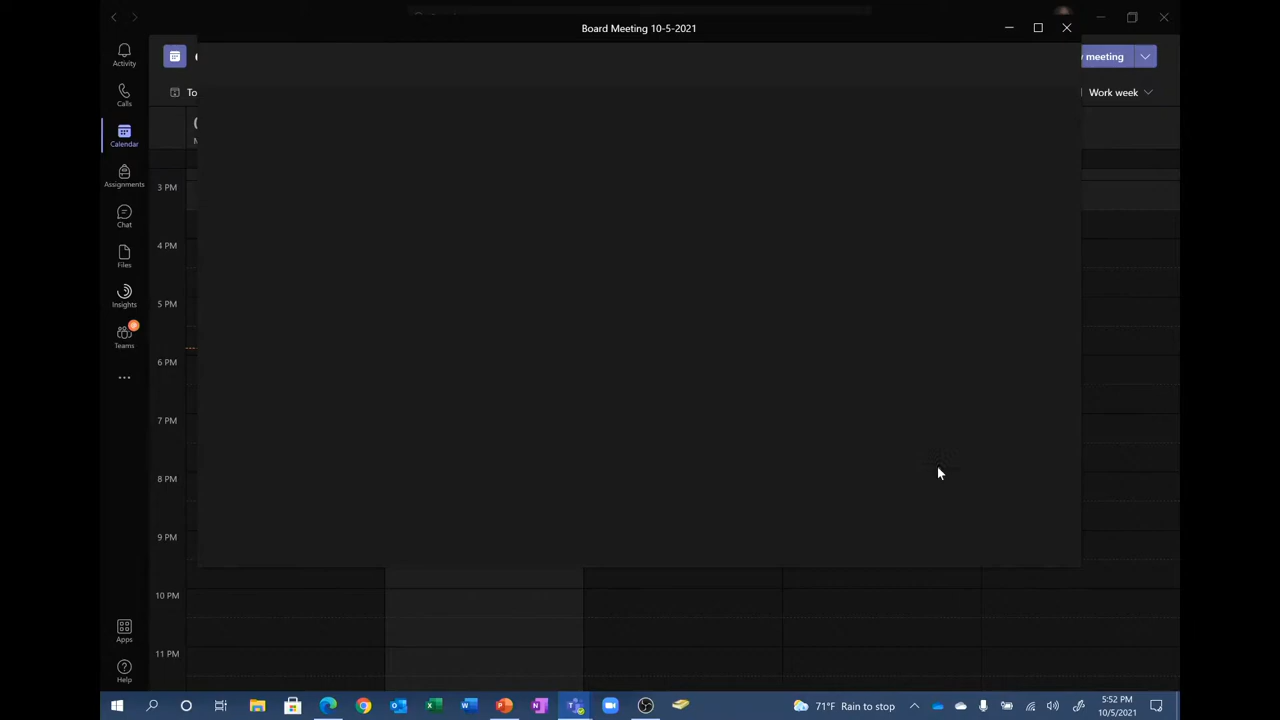 Board Meeting 10-5-2021
Activity
Calls
Calendar
Assignments
Chat
Files
Insights
Teams
Apps
Help
meeting
To
Work week
3 PM
4 PM
5 PM
6 PM
7 PM
8 PM
9 PM
10 PM
11 PM
71°F Rain to stop
5:52 PM
10/5/2021